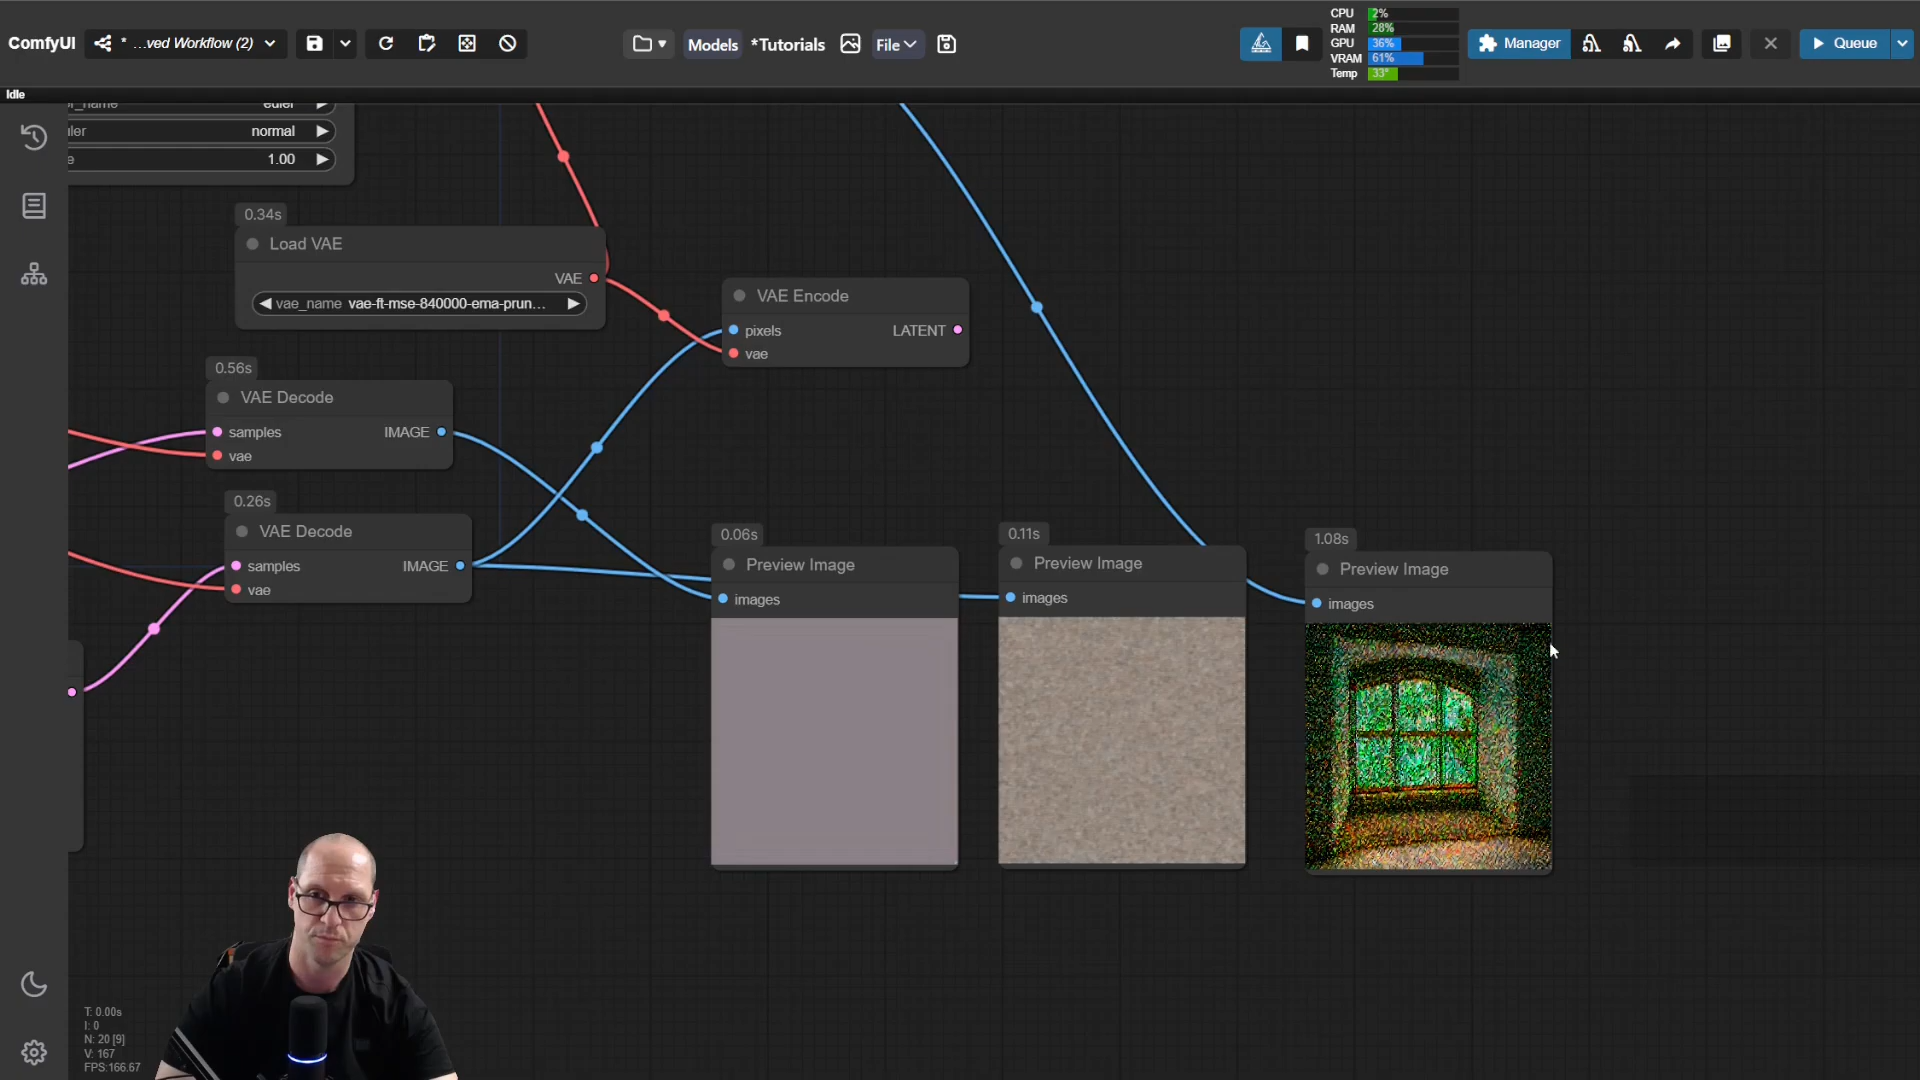 ComfyUI
* ...ved Workflow (2)
Models
*Tutorials
File
CPU 2%
RAM 28%
GPU 36%
VRAM 61%
Temp 33°
Manager
Queue
Idle
euler
normal
1.00
0.34s
Load VAE
VAE
vae_name vae-ft-mse-840000-ema-prun...
VAE Encode
pixels LATENT
vae
0.56s
VAE Decode
samples IMAGE
vae
0.26s
VAE Decode
samples IMAGE
vae
0.06s
Preview Image
images
0.11s
Preview Image
images
1.08s
Preview Image
images
T: 0.00s
I: 0
N: 20 [9]
V: 167
FPS:166.67